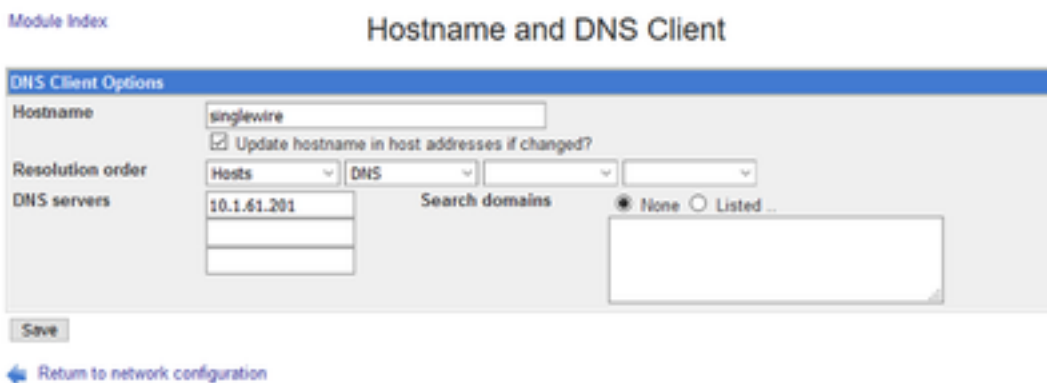 Module Index
Hostname and DNS Client
DNS Client Options
Hostname singlewire
Update hostname in host addresses if changed?
Resolution order Hosts DNS
DNS servers 10.1.61.201 Search domains None Listed ..
Save
Return to network configuration